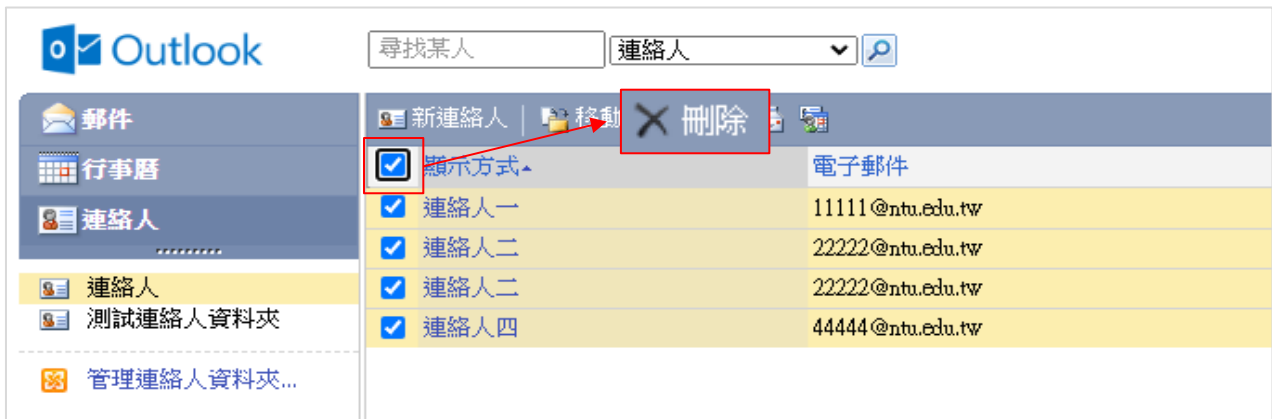 Outlook
尋找某人 連絡人
郵件
行事曆
連絡人
連絡人
測試連絡人資料夾
管理連絡人資料夾...
新連絡人 移動 刪除
顯示方式 電子郵件
連絡人一 11111@ntu.edu.tw
連絡人二 22222@ntu.edu.tw
連絡人二 22222@ntu.edu.tw
連絡人四 44444@ntu.edu.tw